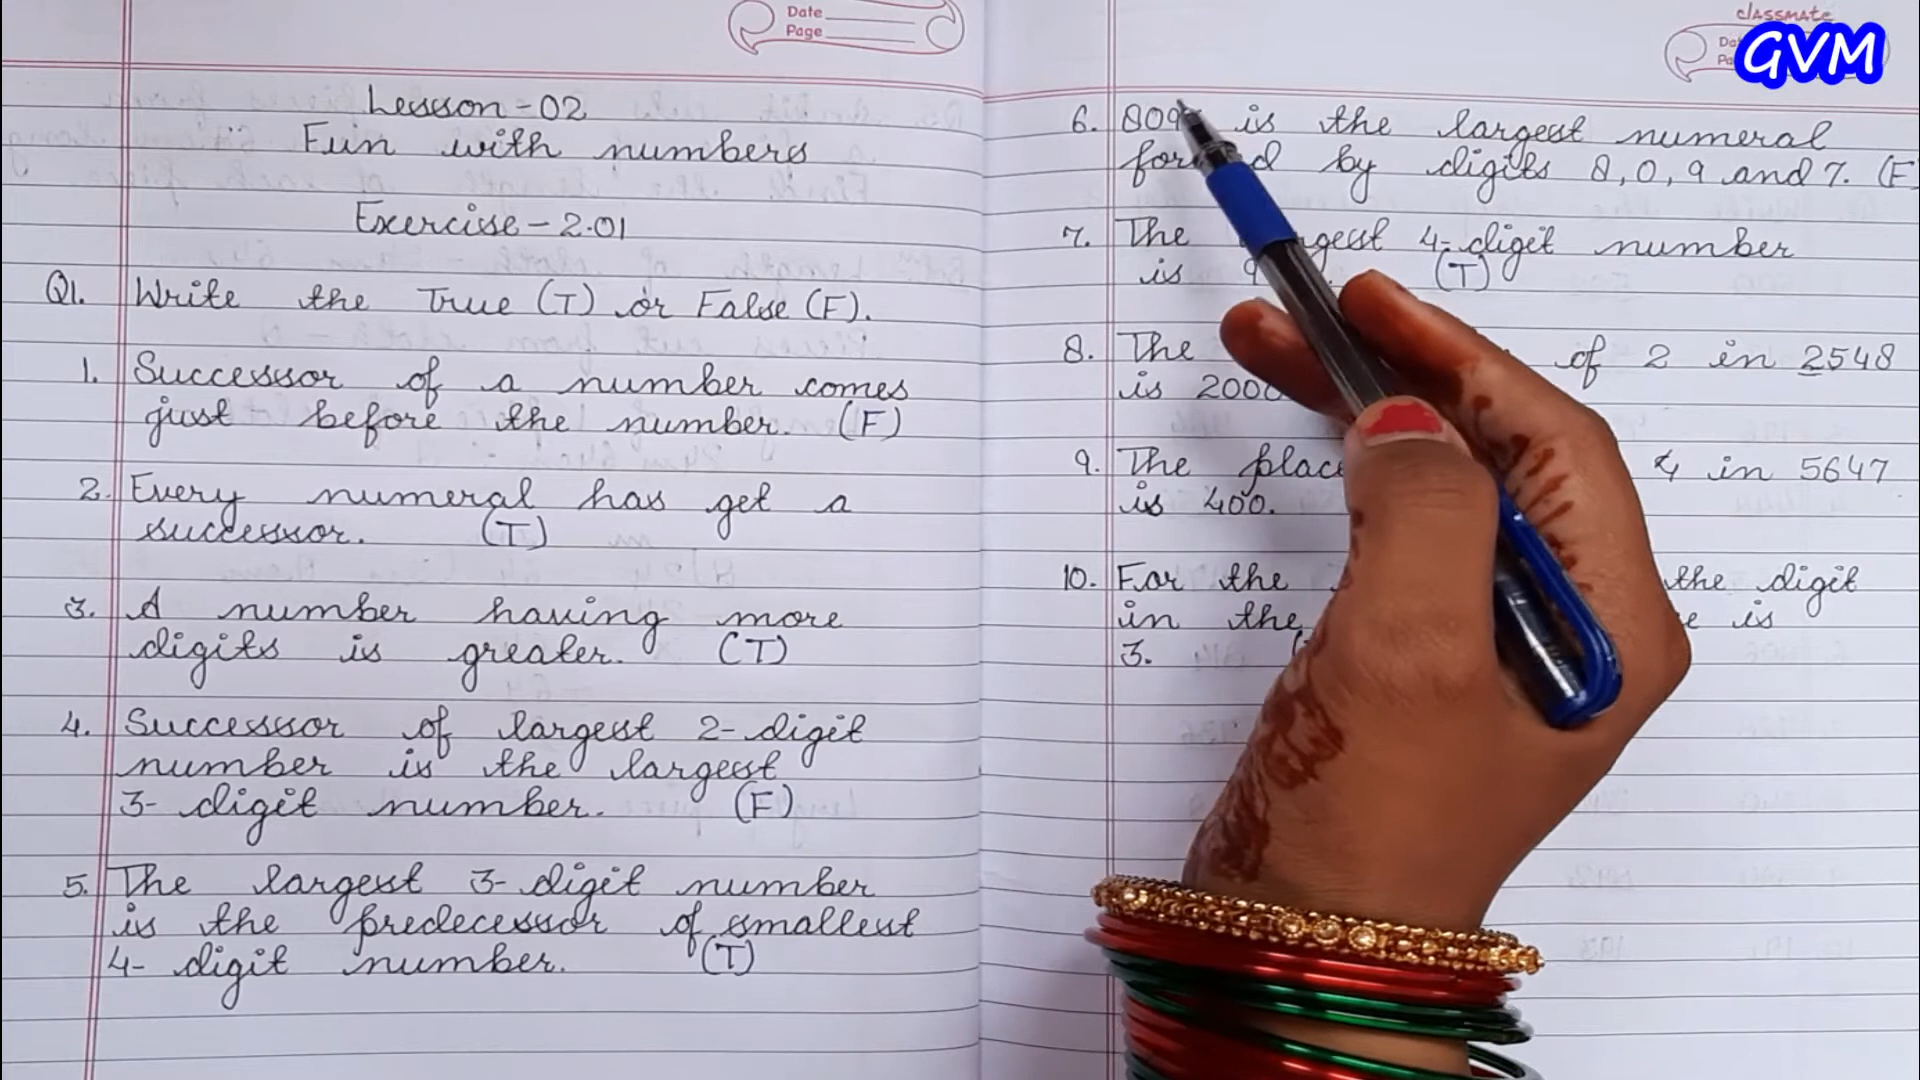 Date
Page
Lesson-02
Fun with numbers
Exercise-2.01
Q1. Write the True (T) or False (F).
1. Successor of a number comes
just before the number. (F)
2. Every numeral has get a
successor. (T)
3. A number having more
digits is greater. (T)
4. Successor of largest 2-digit
number is the largest
3-digit number. (F)
5. The largest 3-digit number
is the predecessor of smallest
4-digit number. (T)
classmate
GVM
6. is the largest numeral
by digits 8, 0, 9 and 7. (F
7. The 4-digit number
is (T)
8. The of 2 in 2548
is
9. The 4 in 5647
is 400.
10. For the the digit
in the is
3.